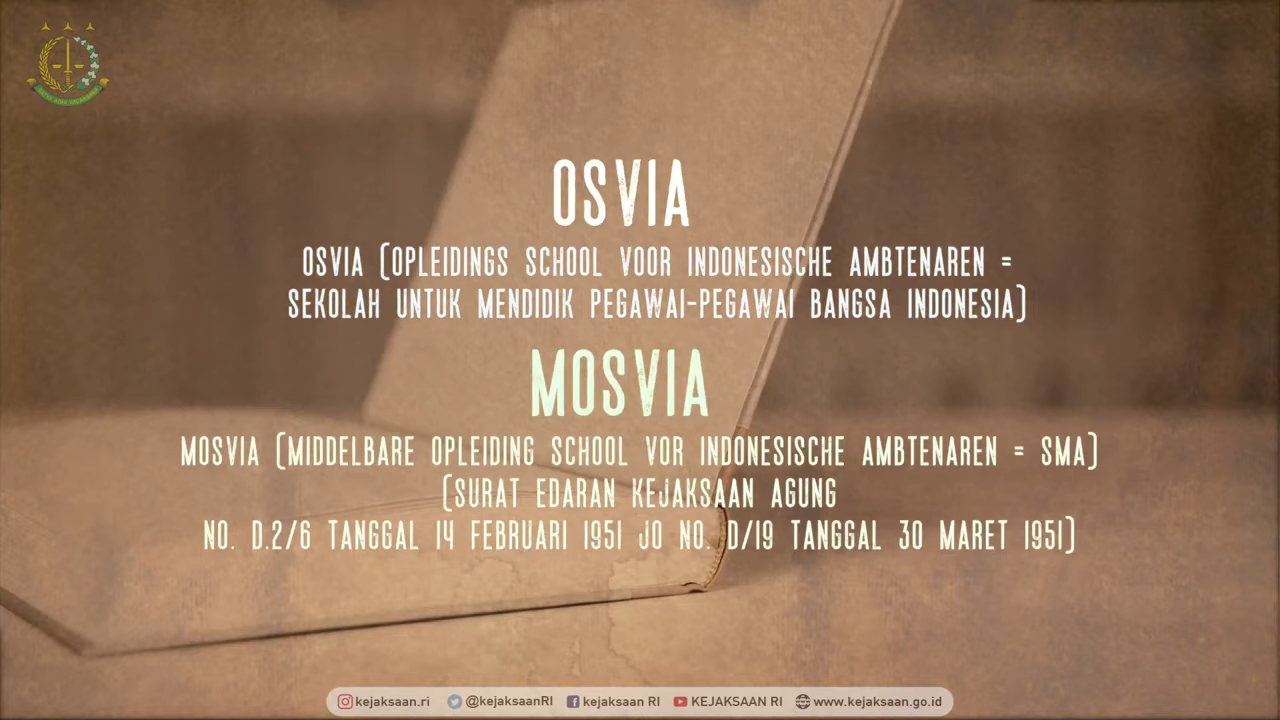 OSVIA
OSVIA (OPLEIDINGS SCHOOL VOOR INDONESISCHE AMBTENAREN =
SEKOLAH UNTUK MENDIDIK PEGAWAI-PEGAWAI BANGSA INDONESIA)
MOSVIA
MOSVIA (MIDDELBARE OPLEIDING SCHOOL VOR INDONESISCHE AMBTENAREN = SMA)
(SURAT EDARAN KEJAKSAAN AGUNG
NO. D.2/6 TANGGAL 14 FEBRUARI 1951 JO NO. D/19 TANGGAL 30 MARET 1951)
kejaksaan.ri @kejaksaanRI kejaksaan RI KEJAKSAAN RI www.kejaksaan.go.id